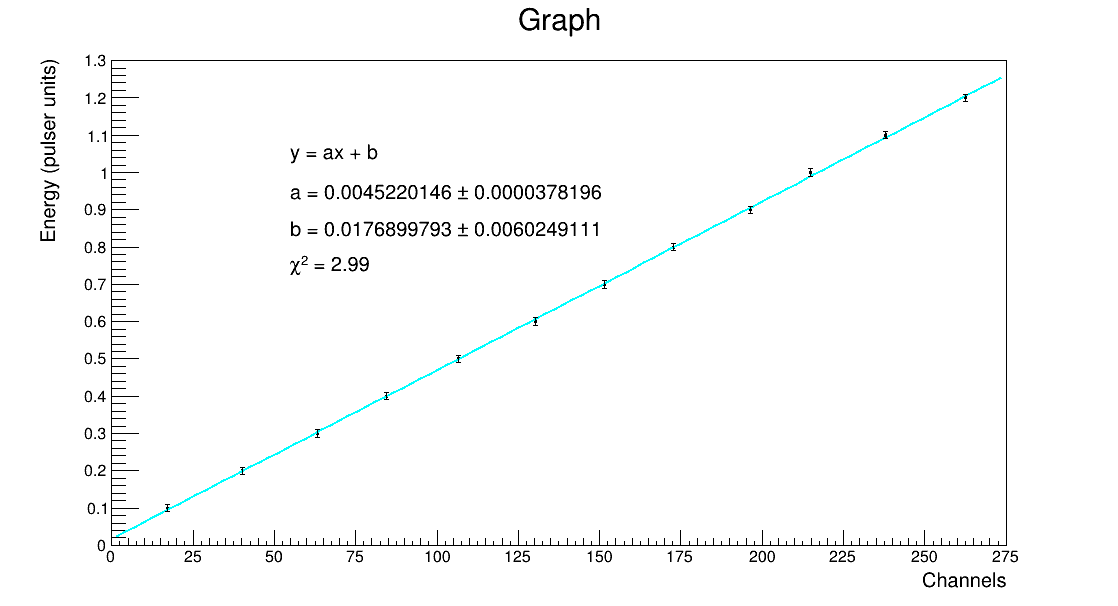 Graph
Energy (pulser units)
1.3
1.2
1.1
1
0.9
0.8
0.7
0.6
0.5
0.4
0.3
0.2
0.1
0
y = ax + b
a = 0.0045220146 ± 0.0000378196
b = 0.0176899793 ± 0.0060249111
χ² = 2.99
0 25 50 75 100 125 150 175 200 225 250 275
Channels